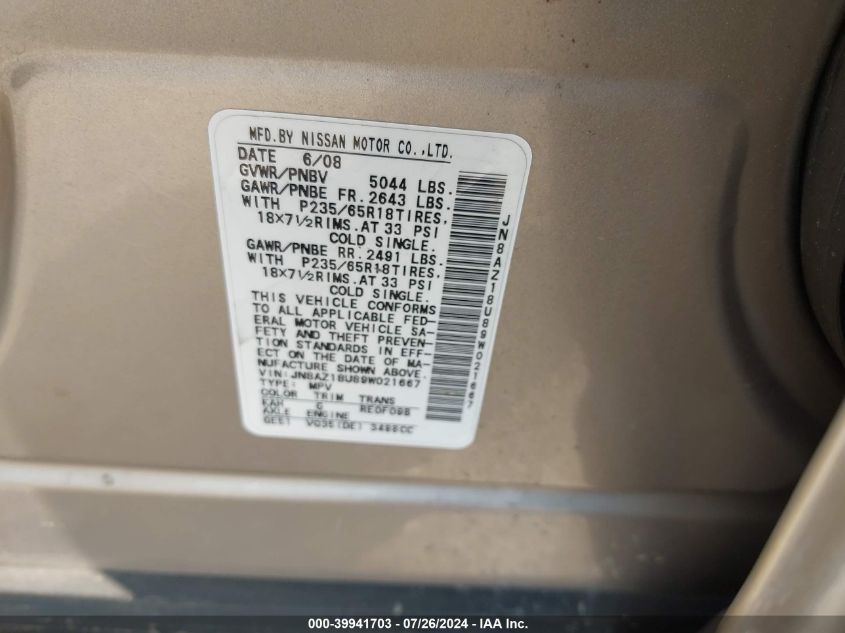 MFD.BY NISSAN MOTOR CO.,LTD.
DATE 6/08
GVWR/PNBV 5044 LBS.
GAWR/PNBE FR. 2643 LBS.
WITH P235/65R18TIRES,
18X7½RIMS.AT 33 PSI
COLD SINGLE.
GAWR/PNBE RR. 2491 LBS.
WITH P235/65R18TIRES,
18X7½RIMS.AT 33 PSI
COLD SINGLE.
THIS VEHICLE CONFORMS
TO ALL APPLICABLE FED-
ERAL MOTOR VEHICLE SA-
FETY AND THEFT PREVEN-
TION STANDARDS IN EFF-
ECT ON THE DATE OF MA-
NUFACTURE SHOWN ABOVE.
VIN: JN8AZ18U89W021667
TYPE: MPV
COLOR TRIM TRANS
KAH G RE0F09B
AXLE ENGINE
VQ35(DE) 3498CC
JN8AZ18U89W021667
000-39941703 - 07/26/2024 - IAAI Inc.